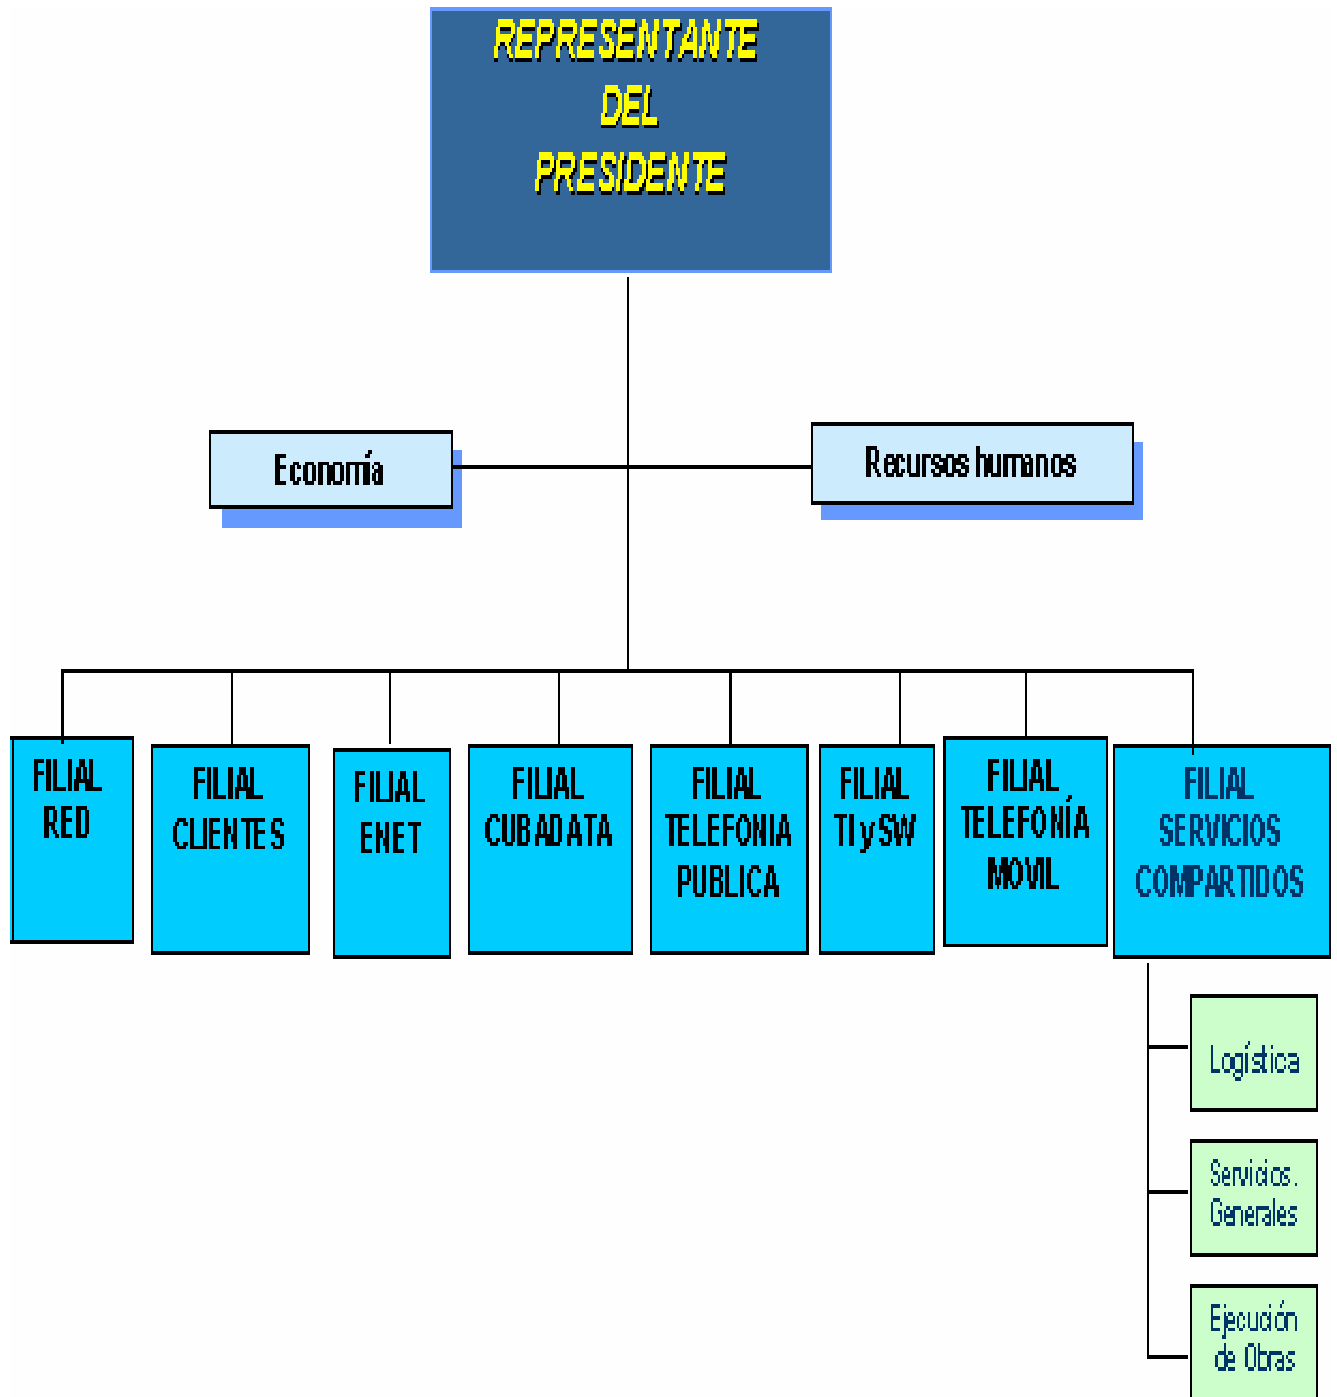 REPRESENTANTE
DEL
PRESIDENTE
Economía
Recursos humanos
FILIAL
RED
FILIAL
CLIENTES
FILIAL
ENET
FILIAL
CUBADATA
FILIAL
TELEFONIA
PUBLICA
FILIAL
TI y SW
FILIAL
TELEFONÍA
MOVIL
FILIAL
SERVICIOS
COMPARTIDOS
Logística
Servicios.
Generales
Ejecución
de Obras